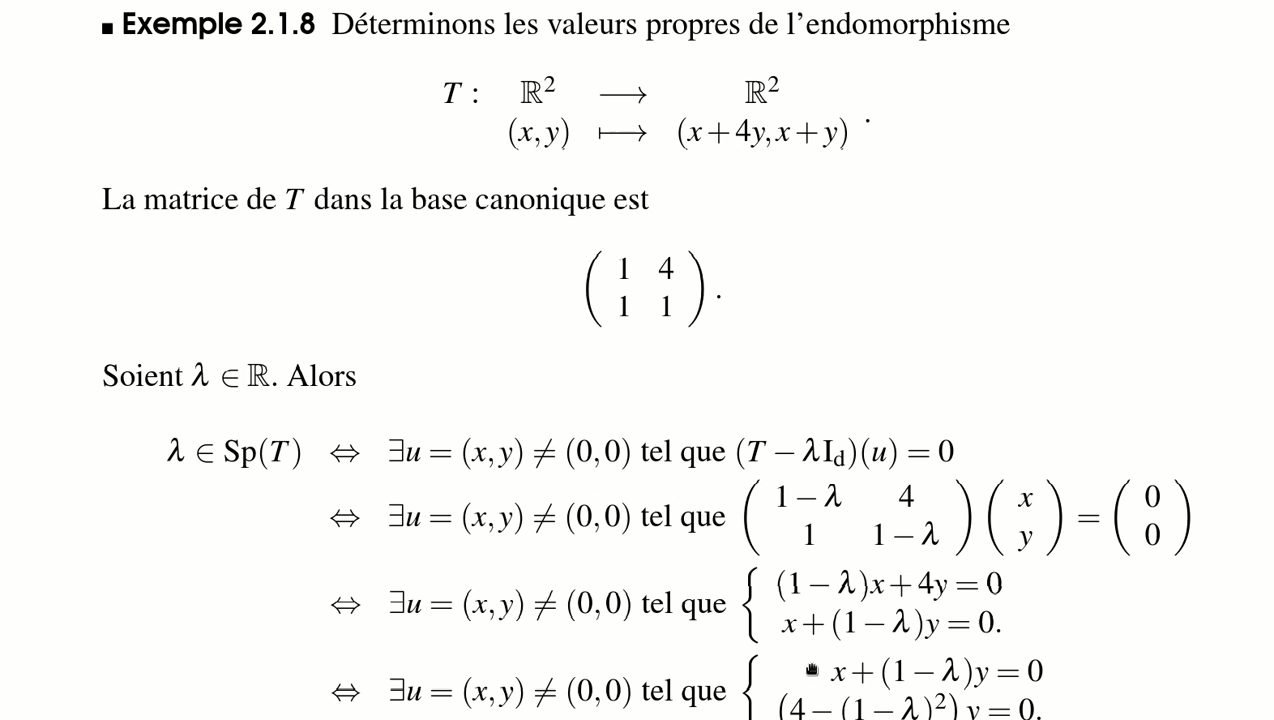 ▪ Exemple 2.1.8 Déterminons les valeurs propres de l'endomorphisme
T : ℝ² ⟶ ℝ²
(x,y) ⟼ (x+4y,x+y) .
La matrice de T dans la base canonique est
( 1 4
1 1 ) .
Soient λ ∈ ℝ. Alors
λ ∈ Sp(T) ⇔ ∃u = (x,y) ≠ (0,0) tel que (T − λI_d)(u) = 0
⇔ ∃u = (x,y) ≠ (0,0) tel que ( 1−λ 4
1 1−λ ) ( x
y ) = ( 0
0 )
⇔ ∃u = (x,y) ≠ (0,0) tel que { (1−λ)x+4y = 0
x+(1−λ)y = 0.
⇔ ∃u = (x,y) ≠ (0,0) tel que { x+(1−λ)y = 0
(4−(1−λ)²) y = 0.